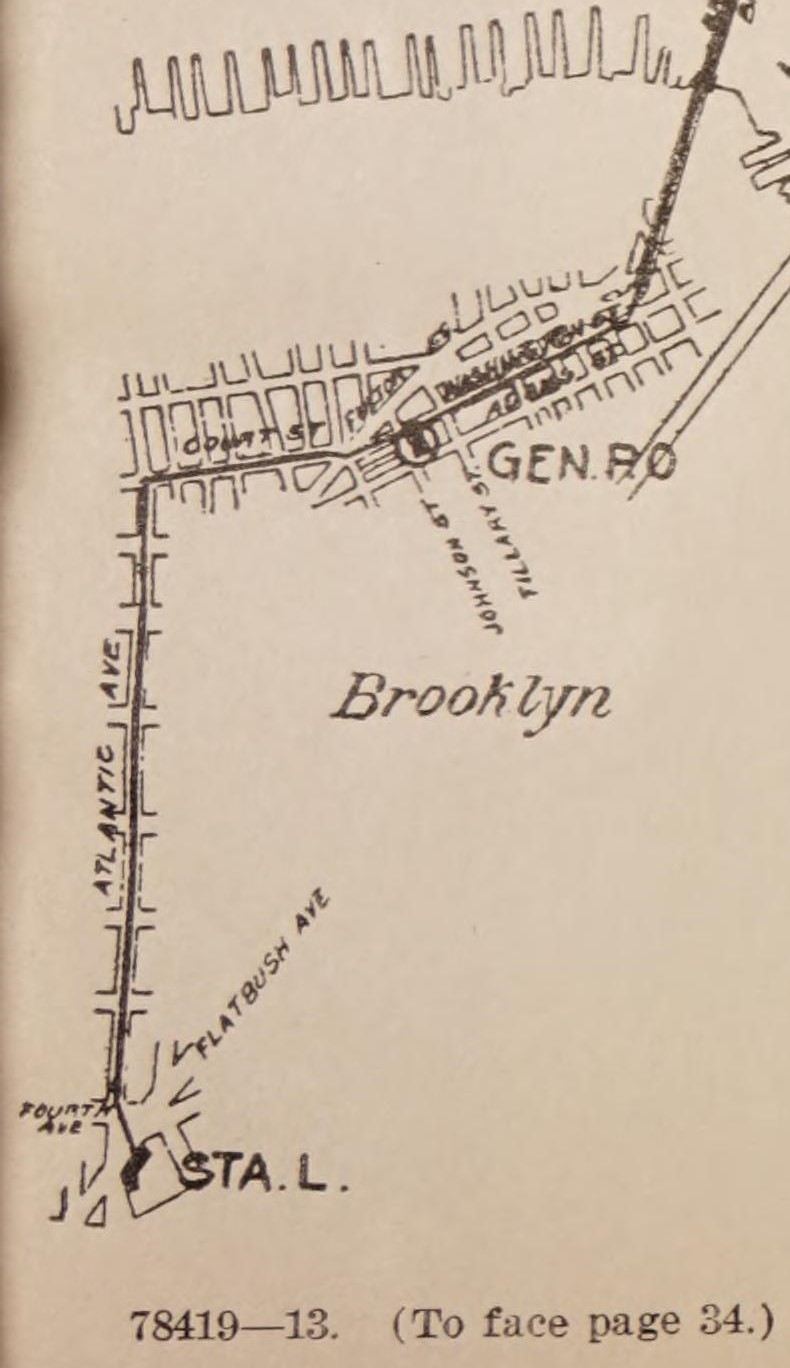 WASHINGTON ST
ADAMS ST
FULTON
COURT ST
GEN. P.O
TILLARY ST.
JOHNSON ST
Brooklyn
ATLANTIC AVE
FLATBUSH AVE
FOURTH
AVE
STA. L.
78419—13. (To face page 34.)